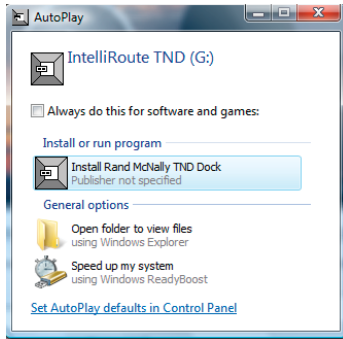 AutoPlay
IntelliRoute TND (G:)
Always do this for software and games:
Install or run program
Install Rand McNally TND Dock
Publisher not specified
General options
Open folder to view files
using Windows Explorer
Speed up my system
using Windows ReadyBoost
Set AutoPlay defaults in Control Panel